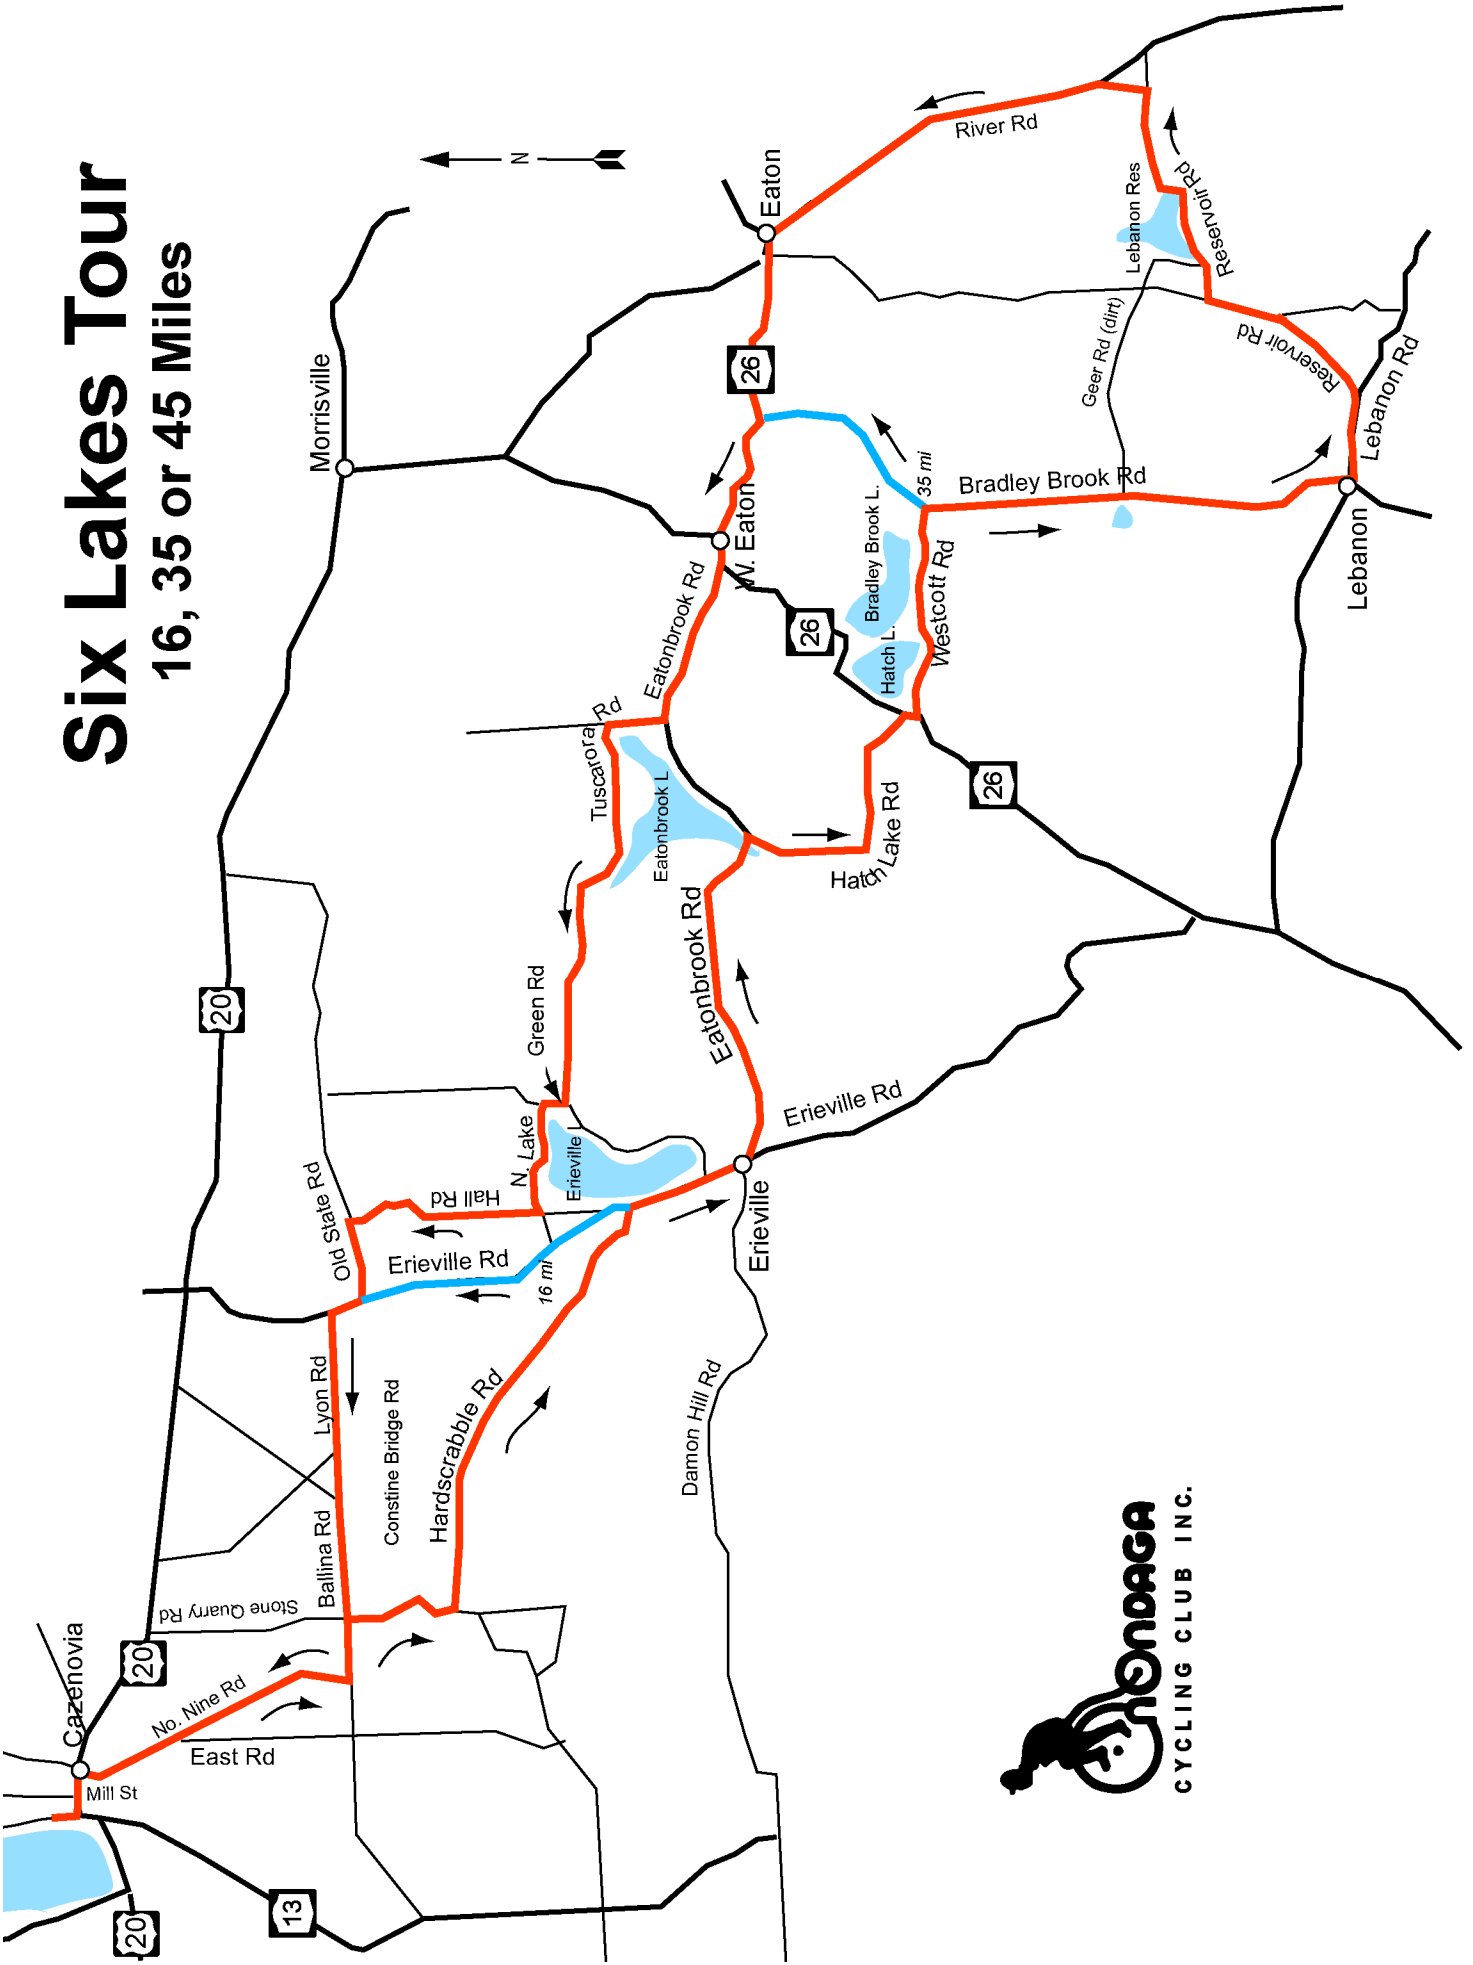 Six Lakes Tour
16, 35 or 45 Miles
N
Morrisville
20
20
20
13
26
26
26
Cazenovia
Mill St
No. Nine Rd
East Rd
Stone Quarry Rd
Ballina Rd
Lyon Rd
Constine Bridge Rd
Hardscrabble Rd
Old State Rd
Erieville Rd
16 mi
Hall Rd
N. Lake
Green Rd
Erieville L
Erieville
Erieville Rd
Damon Hill Rd
Eatonbrook Rd
Eatonbrook L
Tuscarora Rd
Eatonbrook Rd
W. Eaton
Eaton
Hatch Lake Rd
Hatch L.
Bradley Brook L.
Westcott Rd
35 mi
Bradley Brook Rd
Geer Rd (dirt)
Lebanon
Lebanon Rd
Reservoir Rd
Reservoir Rd
Reservoir Rd
Lebanon Res
River Rd
ONONDAGA
CYCLING CLUB INC.